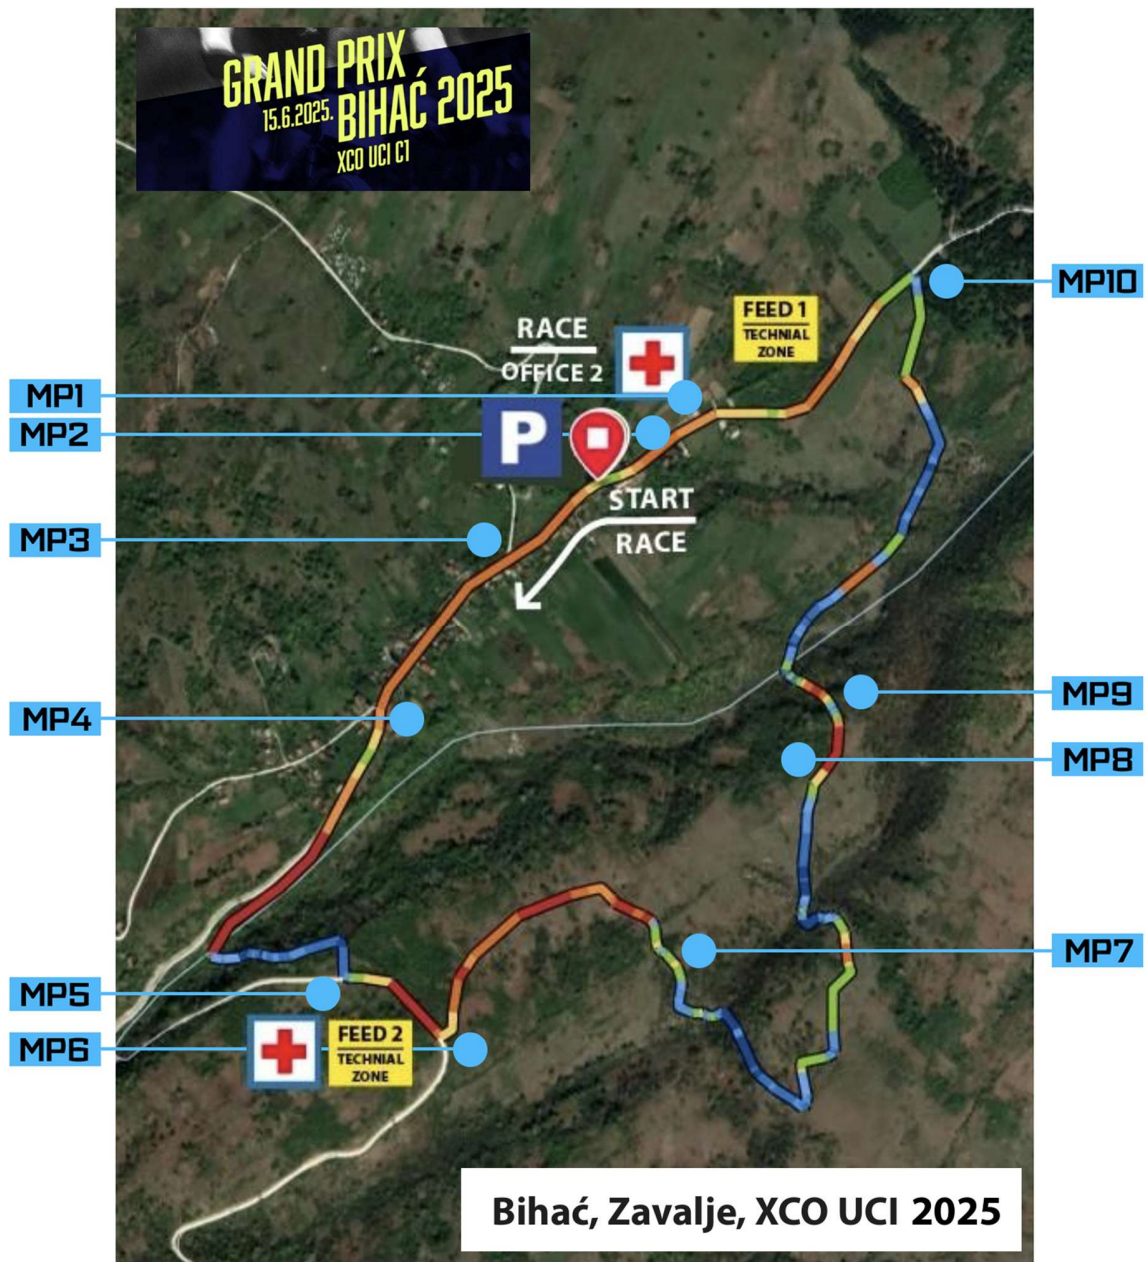 GRAND PRIX
15.6.2025. BIHAĆ 2025
XCO UCI C1
MP10
FEED 1
TECHNIAL
ZONE
RACE
OFFICE 2
MP1
MP2
P
START
RACE
MP3
MP4
MP9
MP8
MP7
MP5
MP6
FEED 2
TECHNIAL
ZONE
Bihać, Zavalje, XCO UCI 2025